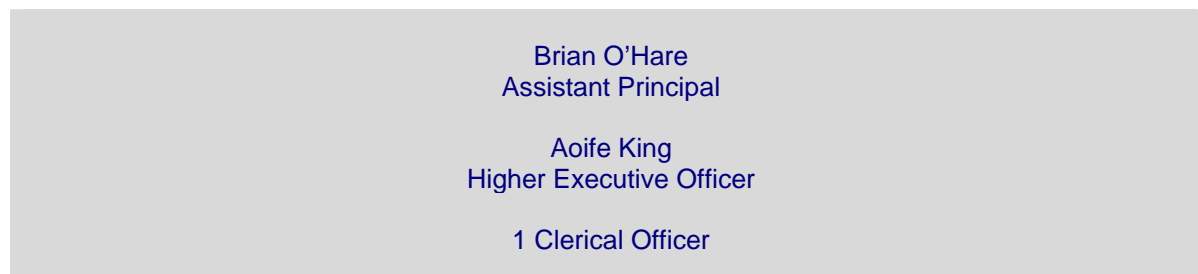 Brian O’Hare
Assistant Principal
Aoife King
Higher Executive Officer
1 Clerical Officer